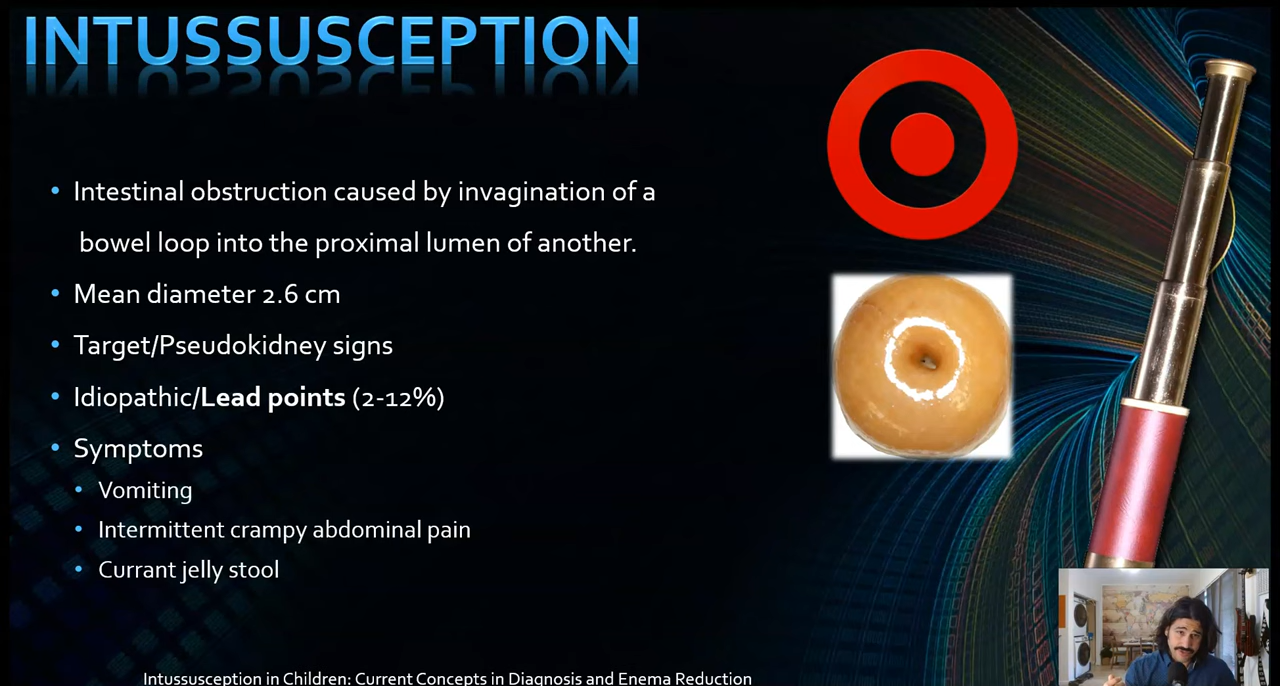 INTUSSUSCEPTION
• Intestinal obstruction caused by invagination of a
bowel loop into the proximal lumen of another.
• Mean diameter 2.6 cm
• Target/Pseudokidney signs
• Idiopathic/Lead points (2-12%)
• Symptoms
• Vomiting
• Intermittent crampy abdominal pain
• Currant jelly stool
Intussusception in Children: Current Concepts in Diagnosis and Enema Reduction